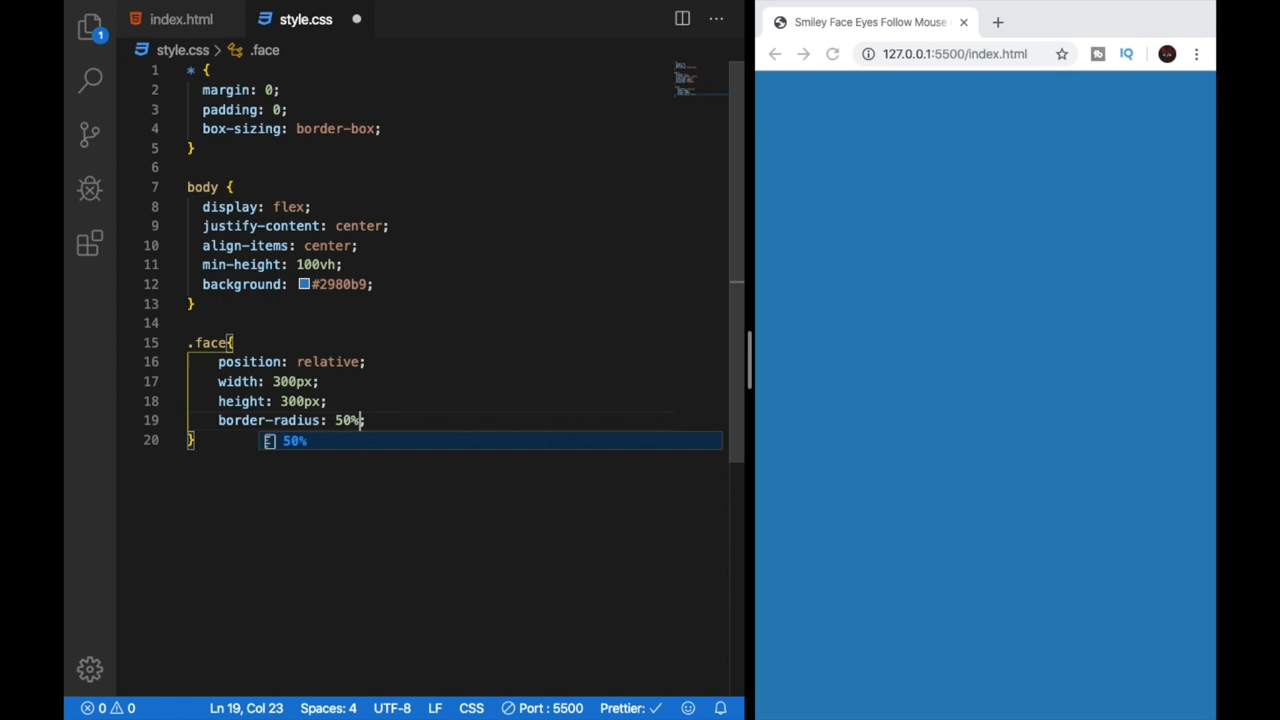 index.html
style.css
style.css > .face
1 * {
2 margin: 0;
3 padding: 0;
4 box-sizing: border-box;
5 }
6
7 body {
8 display: flex;
9 justify-content: center;
10 align-items: center;
11 min-height: 100vh;
12 background: #2980b9;
13 }
14
15 .face{
16 position: relative;
17 width: 300px;
18 height: 300px;
19 border-radius: 50%;
50%
20 }
1
0 0
Ln 19, Col 23
Spaces: 4
UTF-8
LF
CSS
Port : 5500
Prettier:
Smiley Face Eyes Follow Mouse
127.0.0.1:5500/index.html
IQ